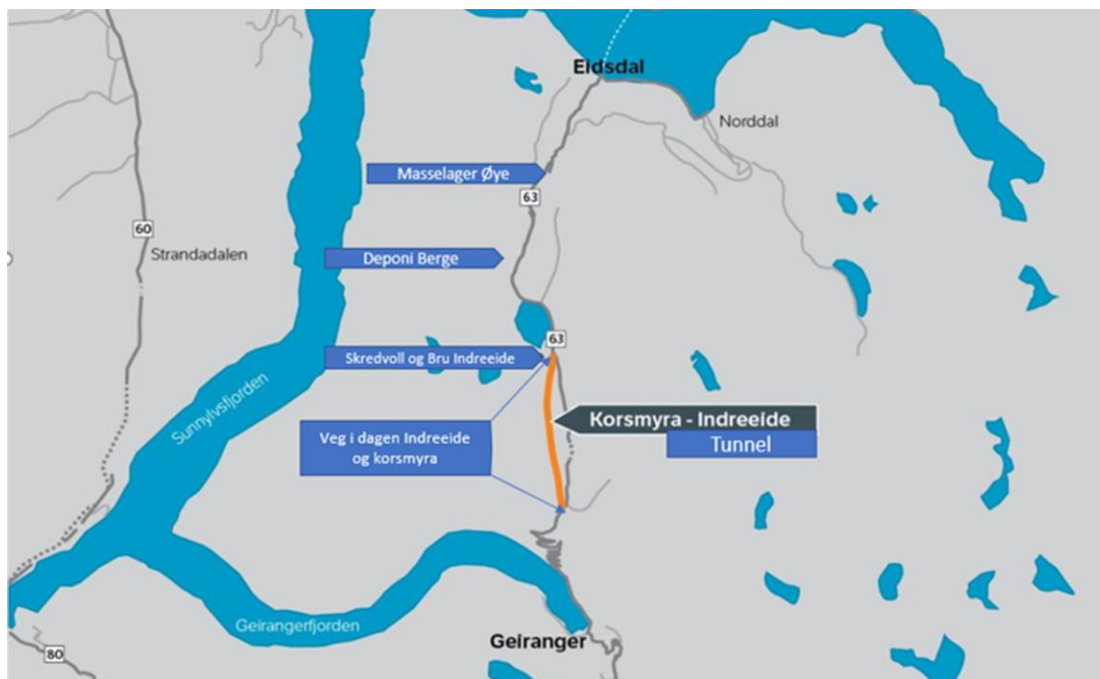 Eidsdal
Norddal
Masselager Øye
63
60
Strandadalen
Deponi Berge
63
Skredvoll og Bru Indreeide
Sunnylvsfjorden
Korsmyra - Indreeide
Tunnel
Veg i dagen Indreeide
og korsmyra
Geirangerfjorden
Geiranger
80